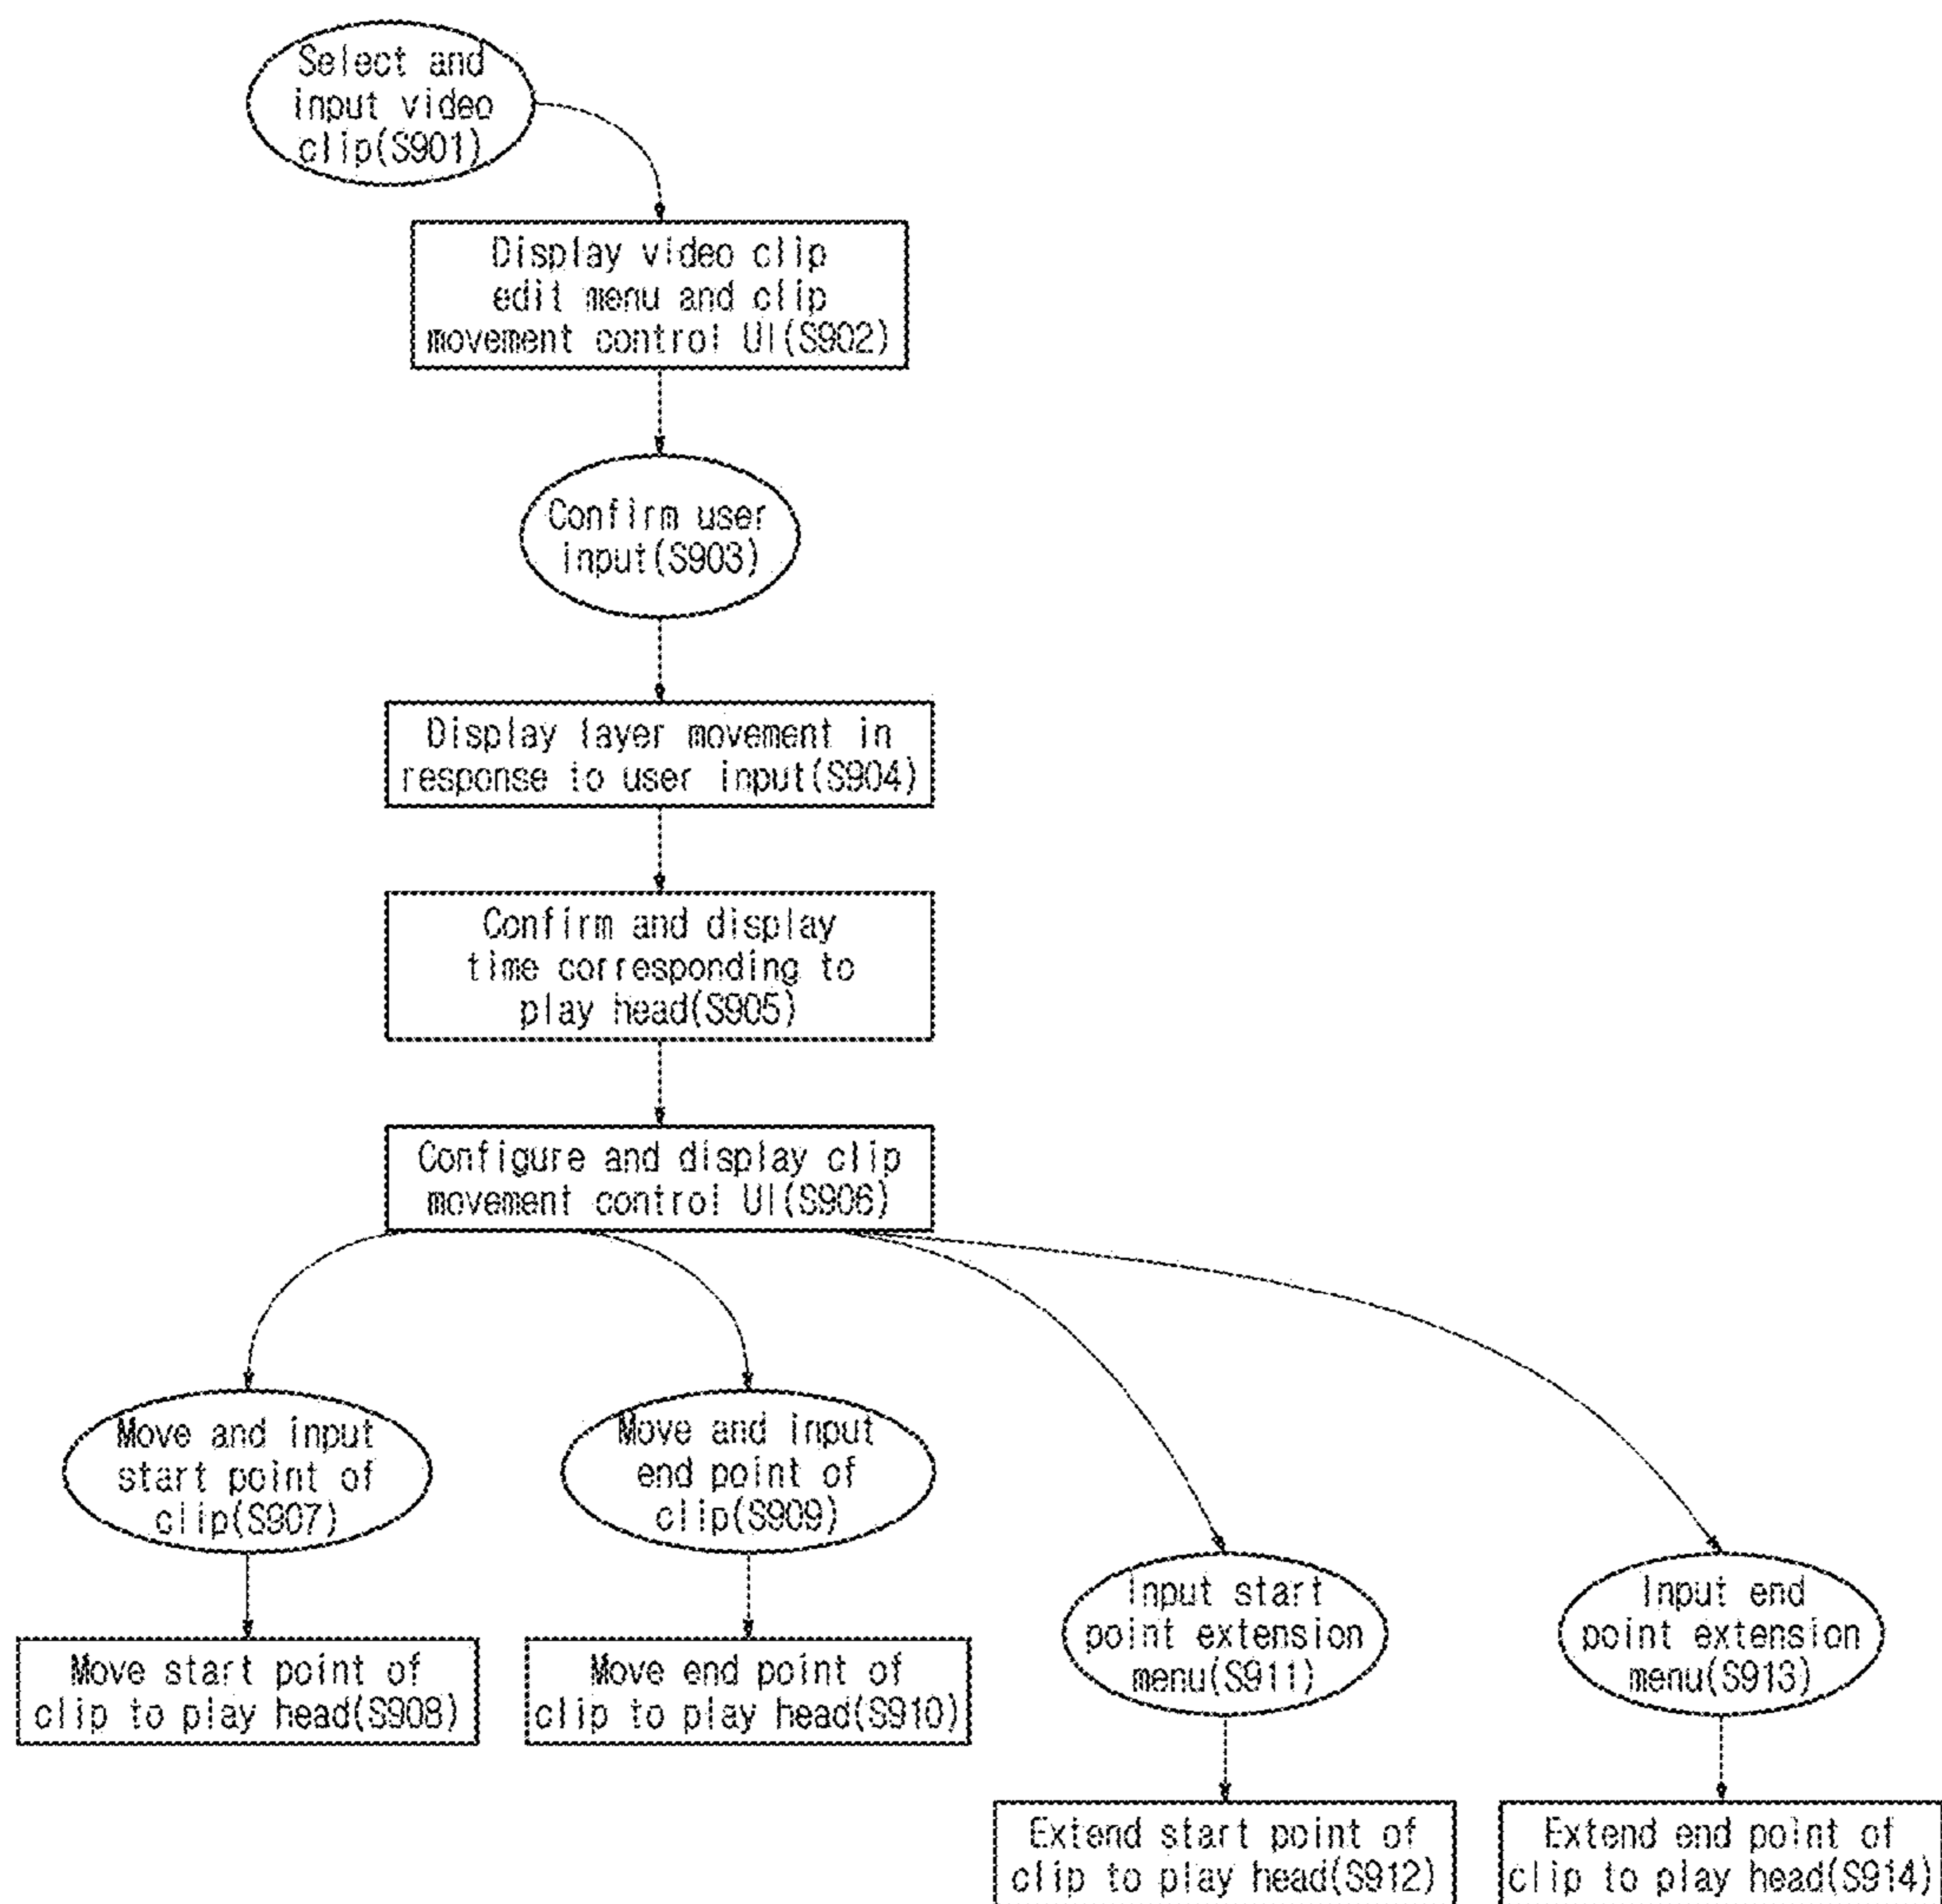 Select and
input video
clip(S901)
Display video clip
edit menu and clip
movement control UI(S902)
Confirm user
input(S903)
Display layer movement in
response to user input(S904)
Confirm and display
time corresponding to
play head(S905)
Configure and display clip
movement control UI(S906)
Move and input
start point of
clip(S907)
Move and input
end point of
clip(S909)
Input start
point extension
menu(S911)
Input end
point extension
menu(S913)
Move start point of
clip to play head(S908)
Move end point of
clip to play head(S910)
Extend start point of
clip to play head(S912)
Extend end point of
clip to play head(S914)